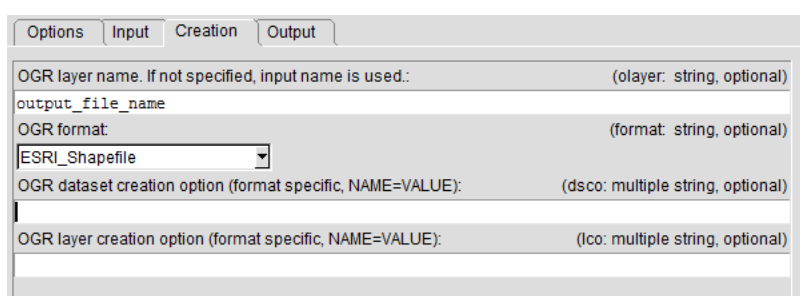 Options Input Creation Output
OGR layer name. If not specified, input name is used.: (olayer: string, optional)
output_file_name
OGR format: (format: string, optional)
ESRI_Shapefile
OGR dataset creation option (format specific, NAME=VALUE): (dsco: multiple string, optional)
OGR layer creation option (format specific, NAME=VALUE): (lco: multiple string, optional)